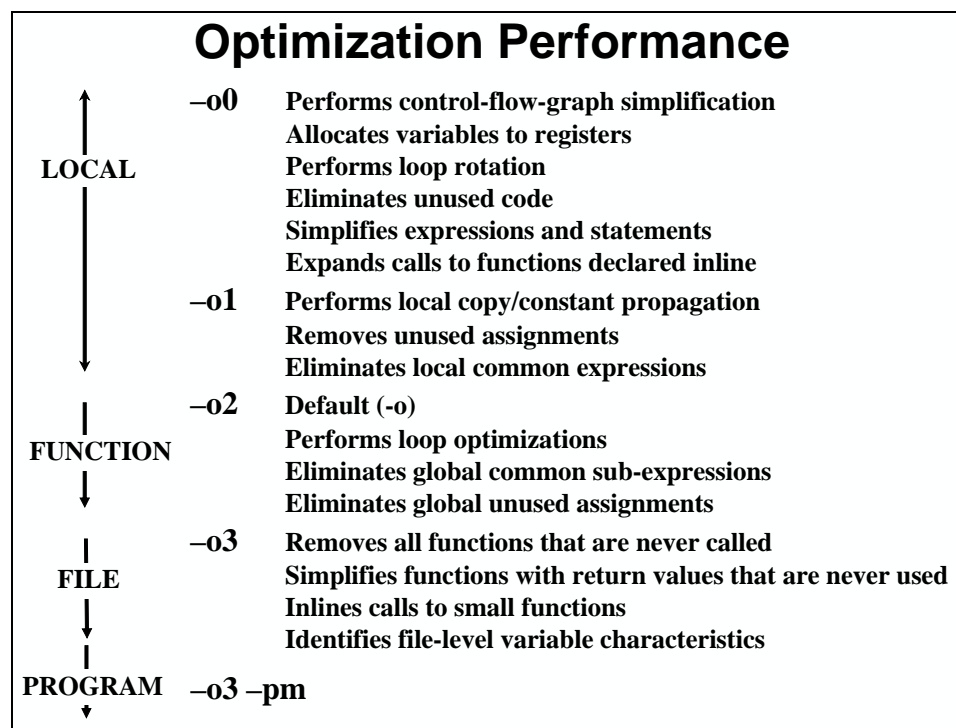 Optimization Performance
–o0 Performs control-flow-graph simplification
Allocates variables to registers
LOCAL Performs loop rotation
Eliminates unused code
Simplifies expressions and statements
Expands calls to functions declared inline
–o1 Performs local copy/constant propagation
Removes unused assignments
Eliminates local common expressions
–o2 Default (-o)
FUNCTION Performs loop optimizations
Eliminates global common sub-expressions
Eliminates global unused assignments
–o3 Removes all functions that are never called
FILE Simplifies functions with return values that are never used
Inlines calls to small functions
Identifies file-level variable characteristics
PROGRAM –o3 –pm